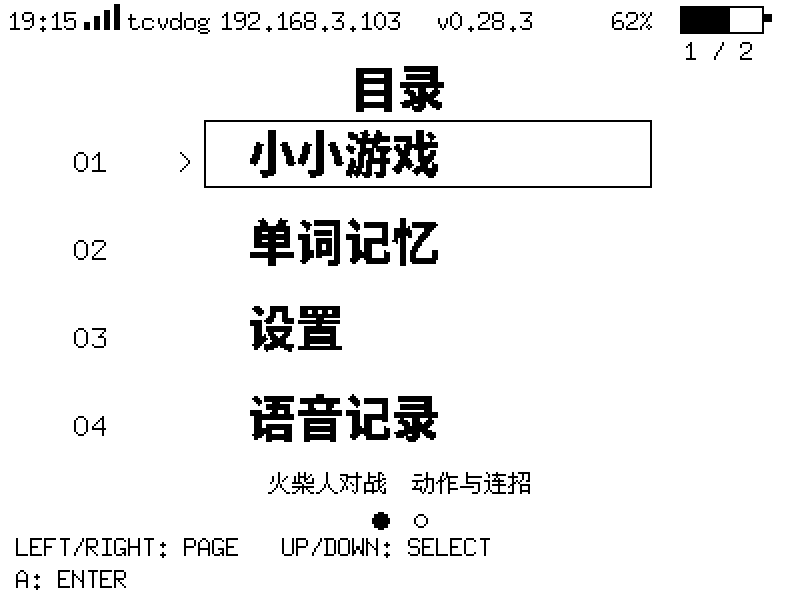 19:15 tcvdog 192.168.3.103 v0.28.3 62%
1 / 2
目录
01 > 小小游戏
02 单词记忆
03 设置
04 语音记录
火柴人对战 动作与连招
LEFT/RIGHT: PAGE UP/DOWN: SELECT
A: ENTER